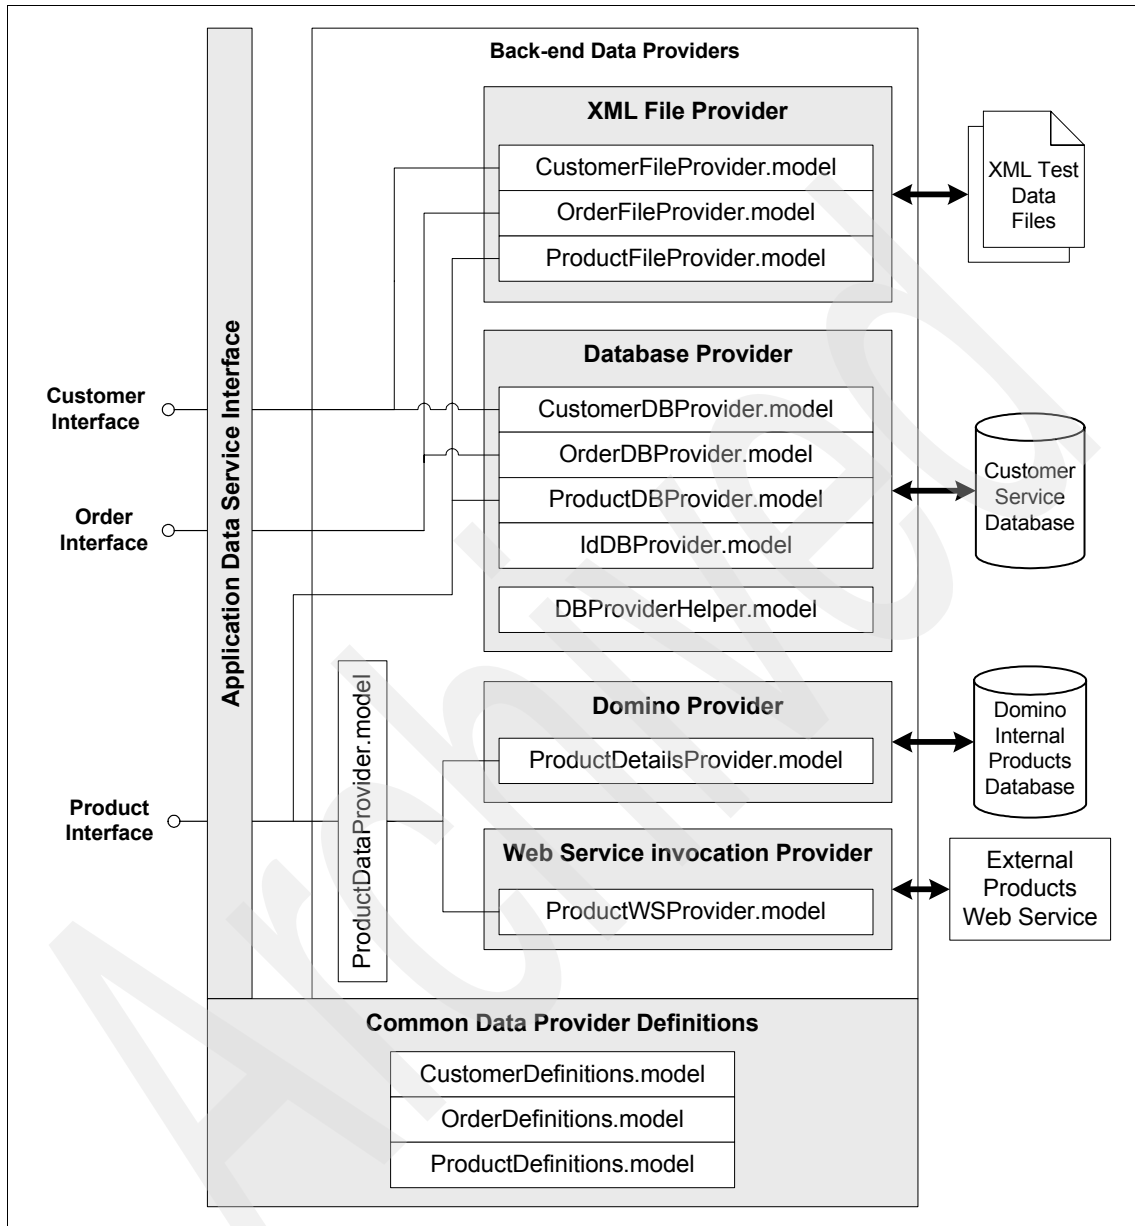 Back-end Data Providers
XML File Provider
CustomerFileProvider.model
OrderFileProvider.model
ProductFileProvider.model
XML Test
Data
Files
Application Data Service Interface
Database Provider
CustomerDBProvider.model
OrderDBProvider.model
ProductDBProvider.model
IdDBProvider.model
DBProviderHelper.model
Customer
Service
Database
Customer
Interface
Order
Interface
Product
Interface
ProductDataProvider.model
Domino Provider
ProductDetailsProvider.model
Domino
Internal
Products
Database
Web Service invocation Provider
ProductWSProvider.model
External
Products
Web Service
Common Data Provider Definitions
CustomerDefinitions.model
OrderDefinitions.model
ProductDefinitions.model
Archived